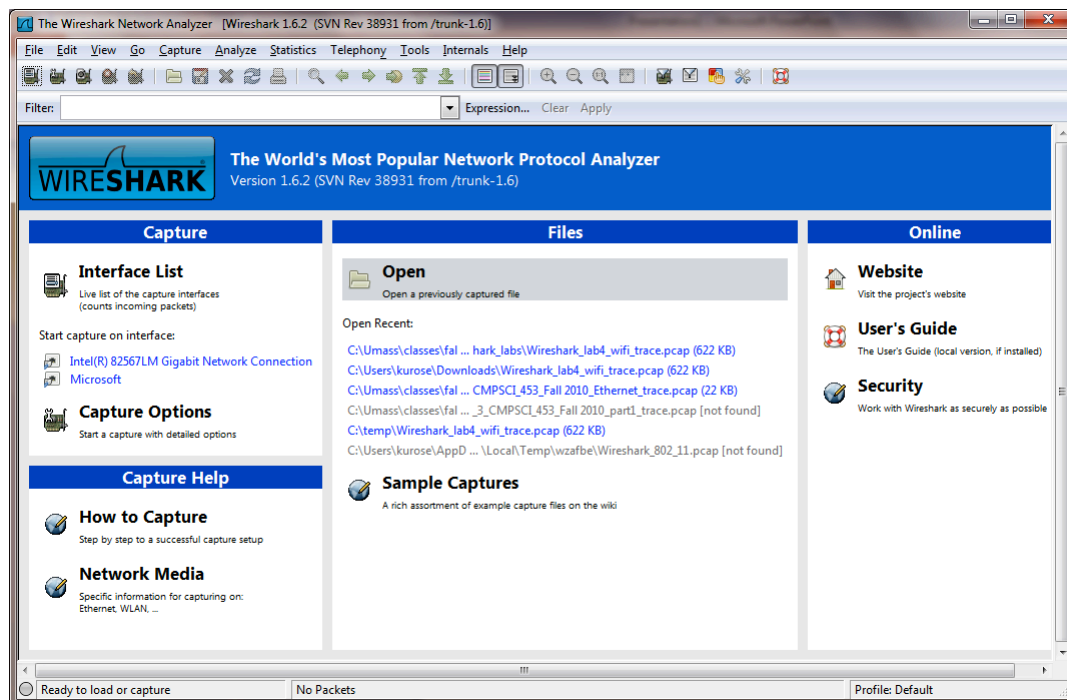 The Wireshark Network Analyzer [Wireshark 1.6.2 (SVN Rev 38931 from /trunk-1.6)]
File Edit View Go Capture Analyze Statistics Telephony Tools Internals Help
Filter: Expression... Clear Apply
WIRESHARK
The World's Most Popular Network Protocol Analyzer
Version 1.6.2 (SVN Rev 38931 from /trunk-1.6)
Capture
Interface List
Live list of the capture interfaces
(counts incoming packets)
Start capture on interface:
Intel(R) 82567LM Gigabit Network Connection
Microsoft
Capture Options
Start a capture with detailed options
Capture Help
How to Capture
Step by step to a successful capture setup
Network Media
Specific information for capturing on:
Ethernet, WLAN, ...
Files
Open
Open a previously captured file
Open Recent:
C:\Umass\classes\fal ... hark_labs\Wireshark_lab4_wifi_trace.pcap (622 KB)
C:\Users\kurose\Downloads\Wireshark_lab4_wifi_trace.pcap (622 KB)
C:\Umass\classes\fal ... CMPSCI_453_Fall 2010_Ethernet_trace.pcap (22 KB)
C:\Umass\classes\fal ... _3_CMPSCI_453_Fall 2010_part1_trace.pcap [not found]
C:\temp\Wireshark_lab4_wifi_trace.pcap (622 KB)
C:\Users\kurose\AppD ... \Local\Temp\wzafbe\Wireshark_802_11.pcap [not found]
Sample Captures
A rich assortment of example capture files on the wiki
Online
Website
Visit the project's website
User's Guide
The User's Guide (local version, if installed)
Security
Work with Wireshark as securely as possible
Ready to load or capture
No Packets
Profile: Default